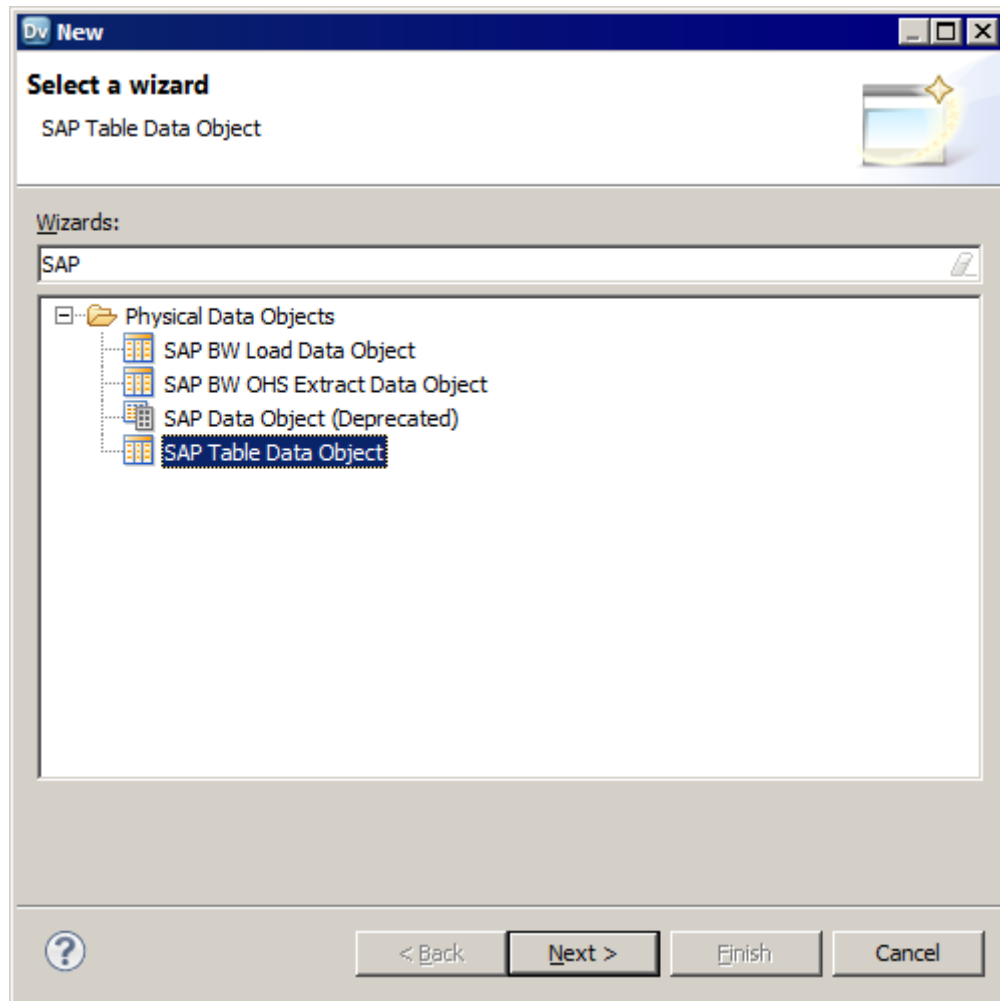 Dv New
Select a wizard
SAP Table Data Object
Wizards:
SAP
Physical Data Objects
SAP BW Load Data Object
SAP BW OHS Extract Data Object
SAP Data Object (Deprecated)
SAP Table Data Object
?
< Back Next > Finish Cancel